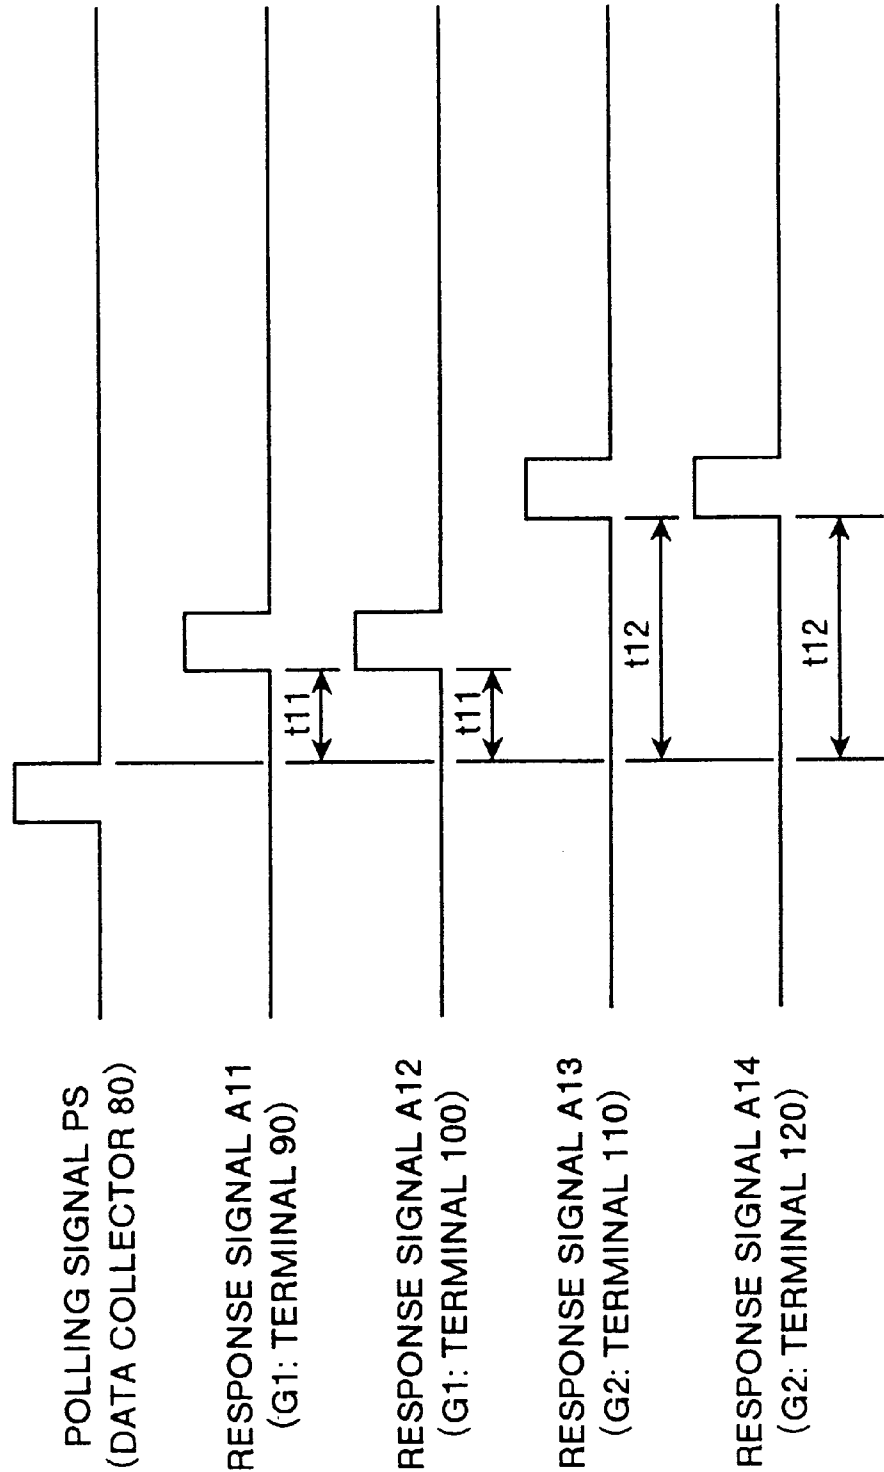 POLLING SIGNAL PS
(DATA COLLECTOR 80)
RESPONSE SIGNAL A11
(G1: TERMINAL 90)
t11
RESPONSE SIGNAL A12
(G1: TERMINAL 100)
t11
RESPONSE SIGNAL A13
(G2: TERMINAL 110)
t12
RESPONSE SIGNAL A14
(G2: TERMINAL 120)
t12